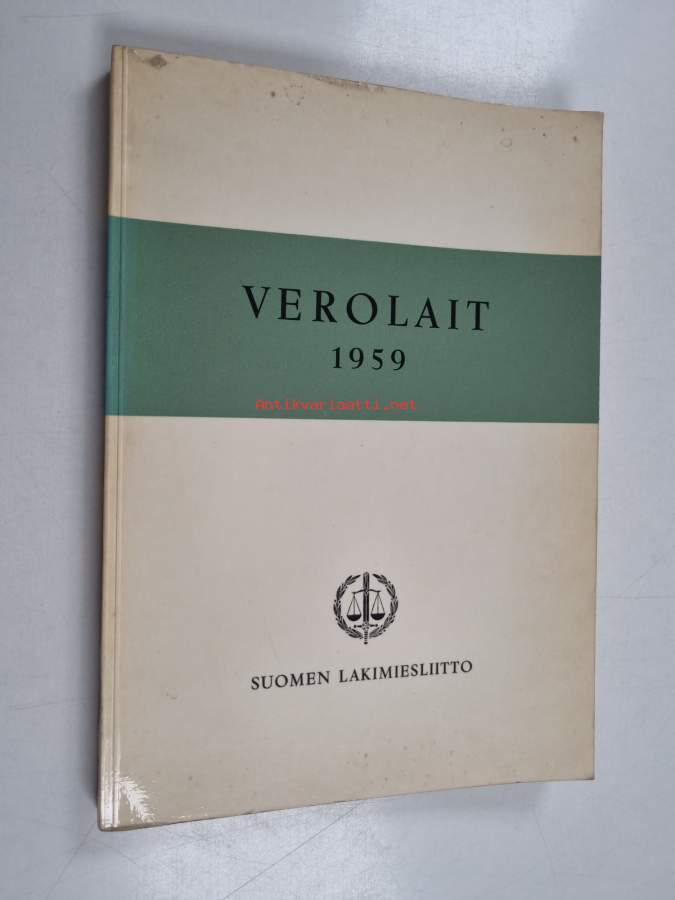 VEROLAIT
1959
Antikvariaatti.net
SUOMEN LAKIMIESLIITTO